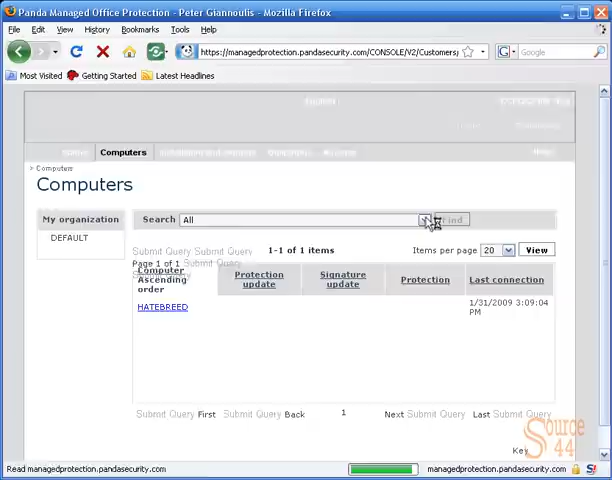 Panda Managed Office Protection - Peter Giannoulis - Mozilla Firefox
File Edit View History Bookmarks Tools Help
https://managedprotection.pandasecurity.com/CONSOLE/V2/Customers/
Google
Most Visited Getting Started Latest Headlines
Computers
> Computers
Computers
My organization
DEFAULT
Search All Find
Submit Query Submit Query 1-1 of 1 items Items per page 20 View
Page 1 of 1 Submit Query
Submit Query
Computer Ascending order Protection update Signature update Protection Last connection
HATEBREED 1/31/2009 3:09:04 PM
Submit Query First Submit Query Back 1 Next Submit Query Last Submit Query
Key
Source 44
Read managedprotection.pandasecurity.com managedprotection.pandasecurity.com